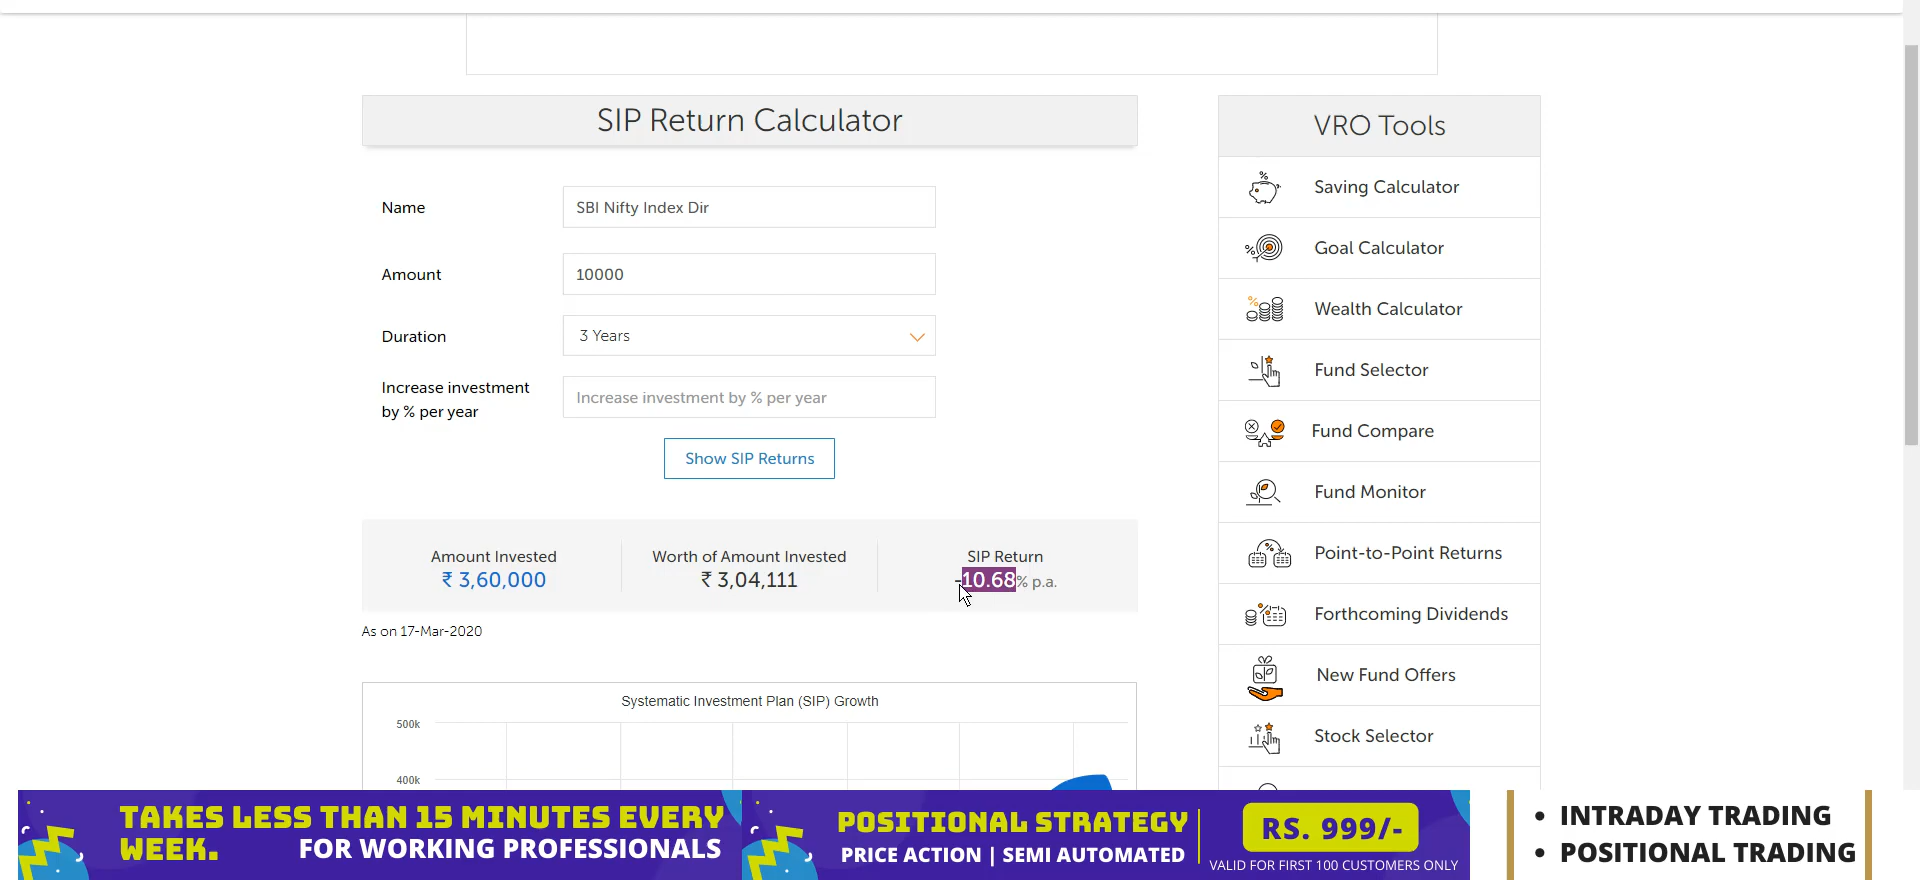 SIP Return Calculator
Name
SBI Nifty Index Dir
Amount
10000
Duration
3 Years
Increase investment
by % per year
Increase investment by % per year
Show SIP Returns
Amount Invested
₹ 3,60,000
Worth of Amount Invested
₹ 3,04,111
SIP Return
-10.68% p.a.
As on 17-Mar-2020
Systematic Investment Plan (SIP) Growth
500k
400k
VRO Tools
Saving Calculator
Goal Calculator
Wealth Calculator
Fund Selector
Fund Compare
Fund Monitor
Point-to-Point Returns
Forthcoming Dividends
New Fund Offers
Stock Selector
TAKES LESS THAN 15 MINUTES EVERY
WEEK.
FOR WORKING PROFESSIONALS
POSITIONAL STRATEGY
PRICE ACTION | SEMI AUTOMATED
RS. 999/-
VALID FOR FIRST 100 CUSTOMERS ONLY
• INTRADAY TRADING
• POSITIONAL TRADING